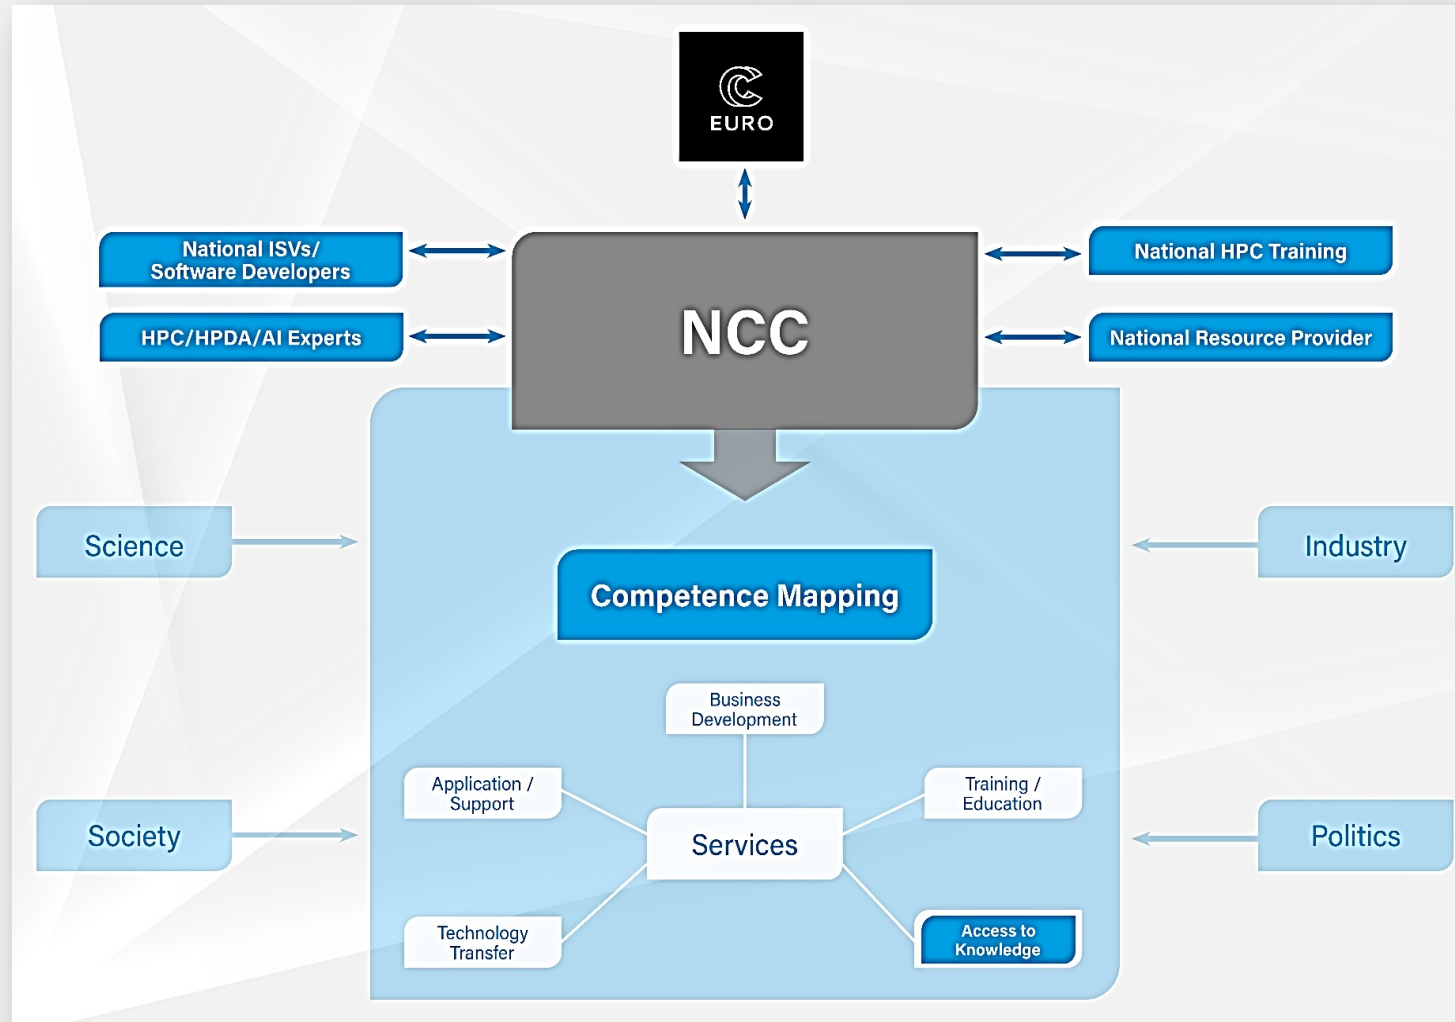 EURO
National ISVs/
Software Developers
National HPC Training
HPC/HPDA/AI Experts
NCC
National Resource Provider
Science
Industry
Competence Mapping
Business
Development
Application /
Support
Training /
Education
Society
Services
Politics
Technology
Transfer
Access to
Knowledge